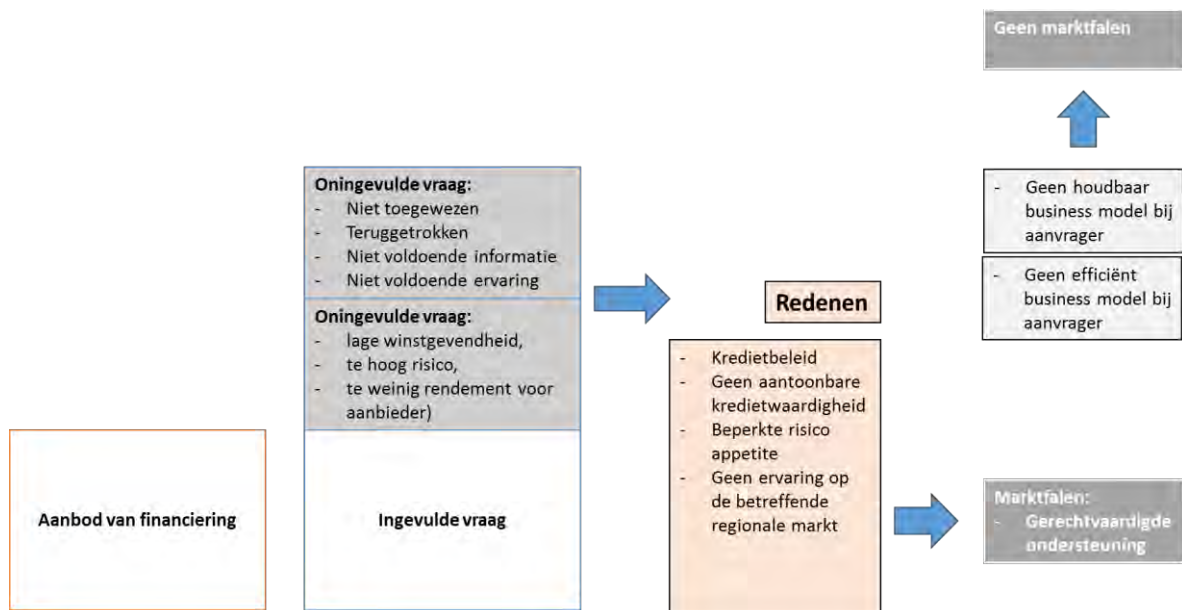 Geen marktfalen
Oningevulde vraag:
- Niet toegewezen
- Teruggetrokken
- Niet voldoende informatie
- Niet voldoende ervaring
Oningevulde vraag:
- lage winstgevendheid,
- te hoog risico,
- te weinig rendement voor
aanbieder)
Aanbod van financiering
Ingevulde vraag
Redenen
- Kredietbeleid
- Geen aantoonbare
kredietwaardigheid
- Beperkte risico
appetite
- Geen ervaring op
de betreffende
regionale markt
- Geen houdbaar
business model bij
aanvrager
- Geen efficiënt
business model bij
aanvrager
Marktfalen:
- Gerechtvaardigde
ondersteuning